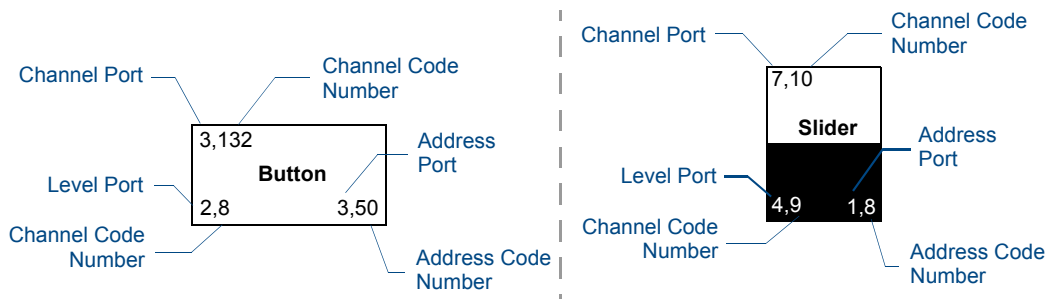 Channel Port
Channel Code
Number
3,132
Button
Address
Port
Level Port
2,8
3,50
Channel Code
Number
Address Code
Number
Channel Port
Channel Code
Number
7,10
Slider
Address
Port
Level Port
4,9
1,8
Channel Code
Number
Address Code
Number